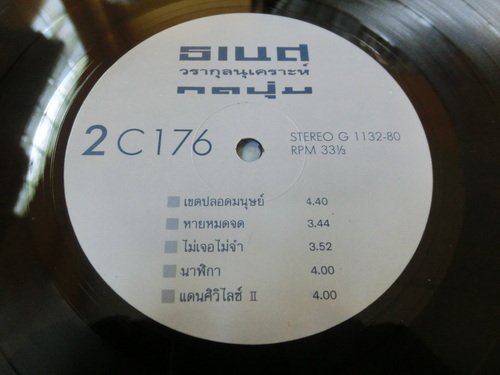 ธเนศ
วรากุลนุเคราะห์
กดปุ่ม
2 C176
STEREO G 1132-80
RPM 33⅓
เขตปลอดมนุษย์ 4.40
หายหมดจด 3.44
ไม่เจอไม่จำ 3.52
นาฬิกา 4.00
แดนศิวิไลซ์ II 4.00